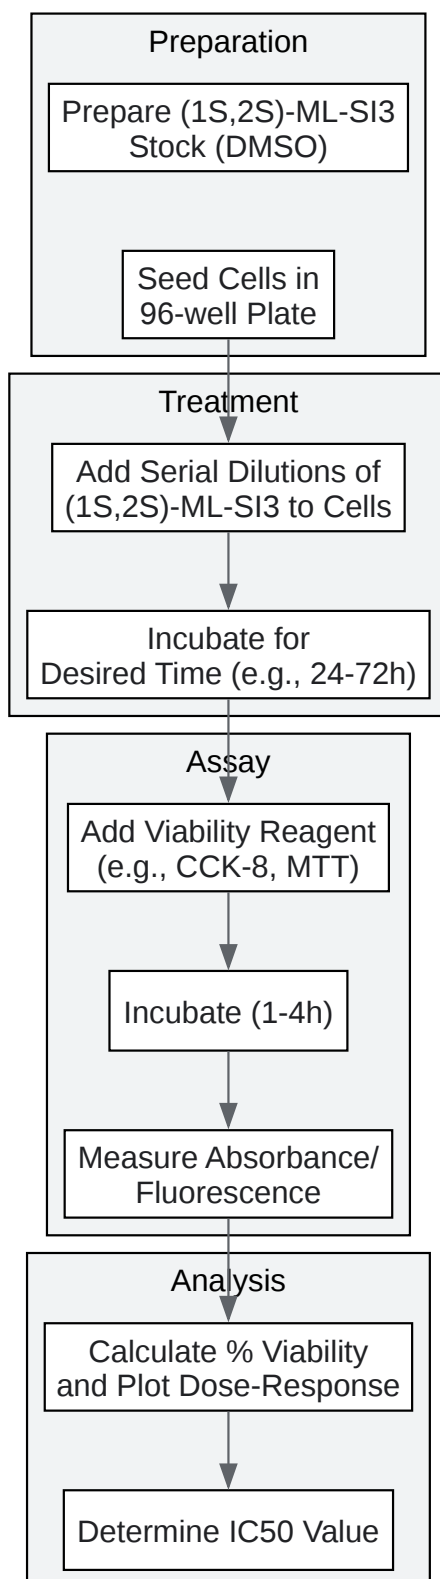 Preparation
Prepare (1S,2S)-ML-SI3
Stock (DMSO)
Seed Cells in
96-well Plate
Treatment
Add Serial Dilutions of
(1S,2S)-ML-SI3 to Cells
Incubate for
Desired Time (e.g., 24-72h)
Assay
Add Viability Reagent
(e.g., CCK-8, MTT)
Incubate (1-4h)
Measure Absorbance/
Fluorescence
Analysis
Calculate % Viability
and Plot Dose-Response
Determine IC50 Value